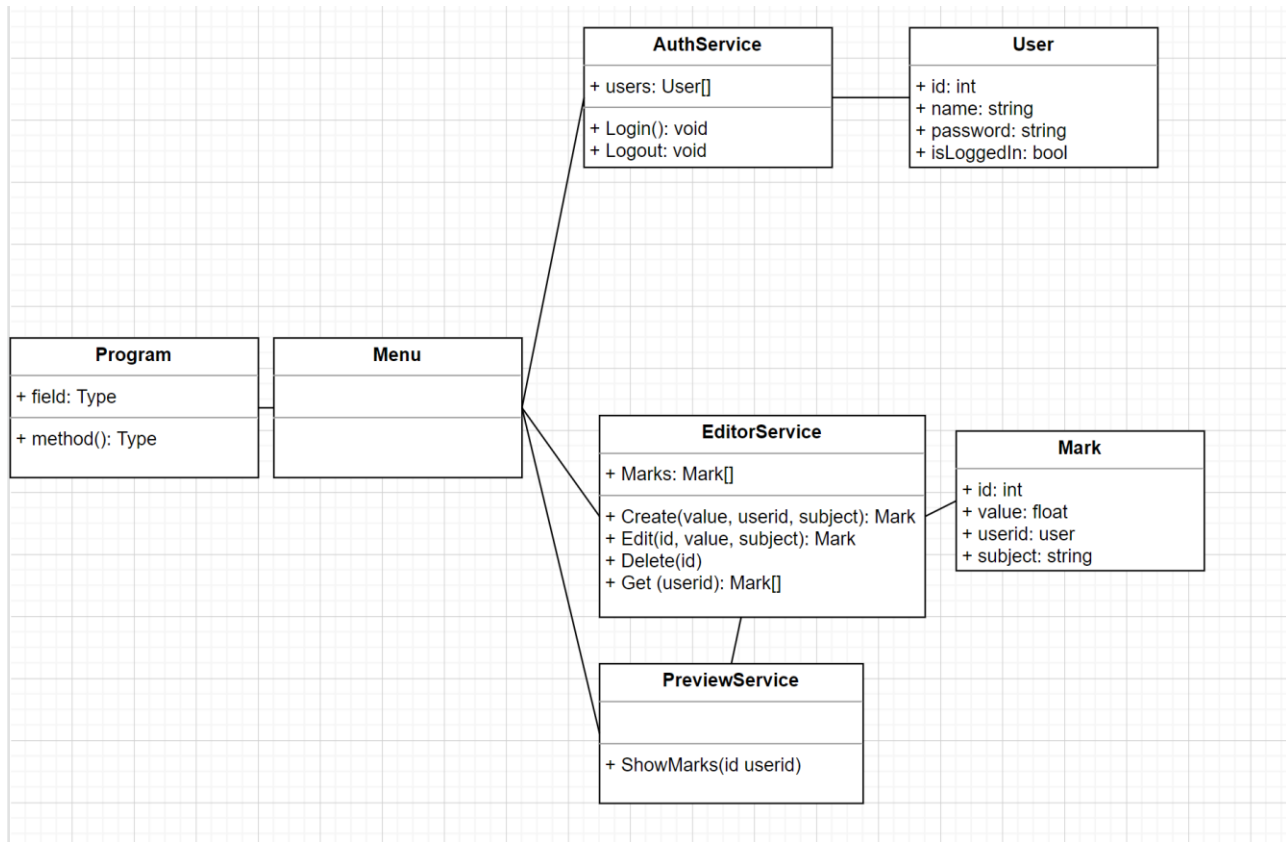 AuthService
+ users: User[]
+ Login(): void
+ Logout: void
User
+ id: int
+ name: string
+ password: string
+ isLoggedIn: bool
Program
+ field: Type
+ method(): Type
Menu
EditorService
+ Marks: Mark[]
+ Create(value, userid, subject): Mark
+ Edit(id, value, subject): Mark
+ Delete(id)
+ Get (userid): Mark[]
Mark
+ id: int
+ value: float
+ userid: user
+ subject: string
PreviewService
+ ShowMarks(id userid)